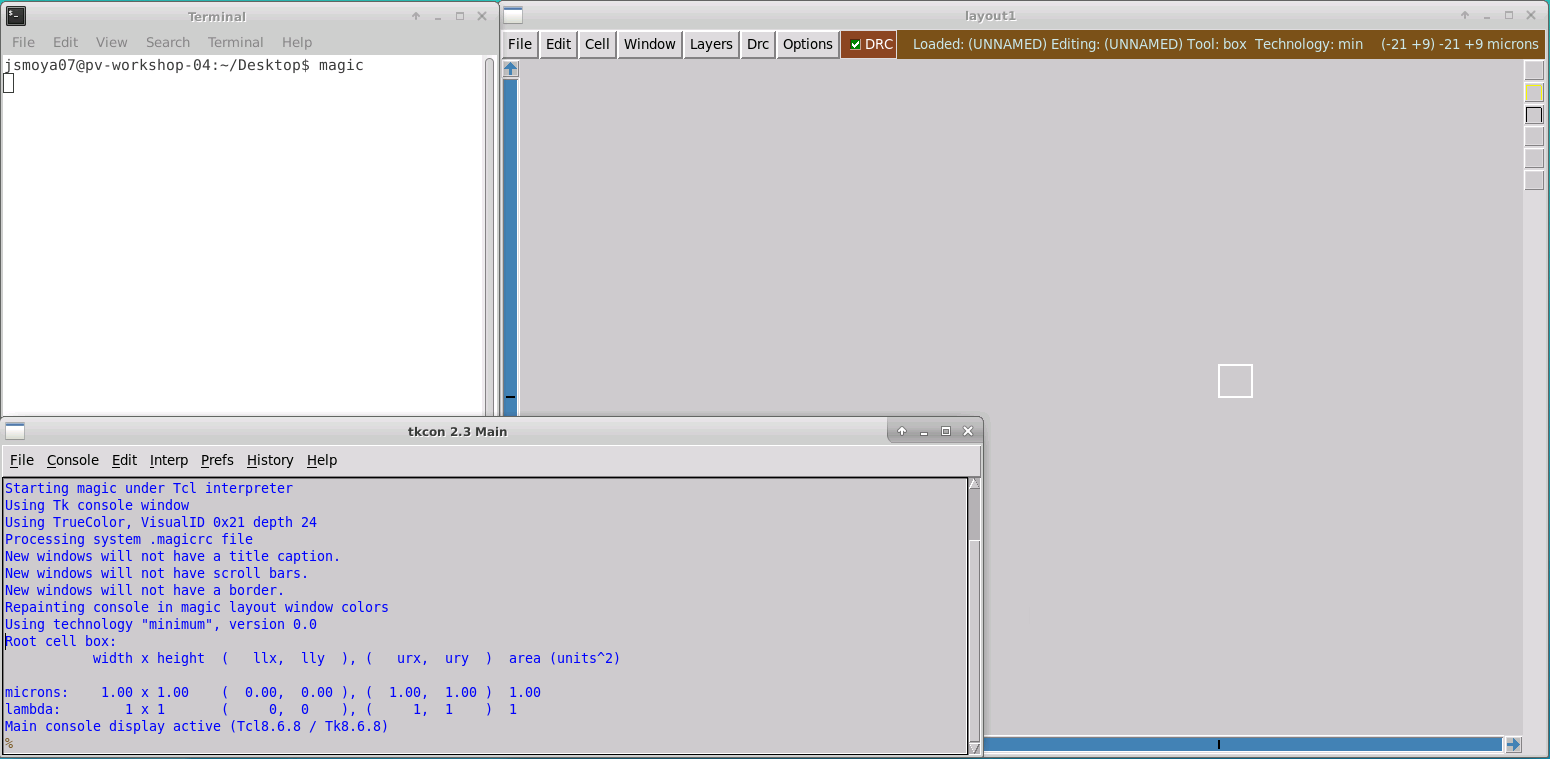 Terminal
File Edit View Search Terminal Help
jsmoya07@pv-workshop-04:~/Desktop$ magic
layout1
File Edit Cell Window Layers Drc Options DRC Loaded: (UNNAMED) Editing: (UNNAMED) Tool: box Technology: min (-21 +9) -21 +9 microns
tkcon 2.3 Main
File Console Edit Interp Prefs History Help
Starting magic under Tcl interpreter
Using Tk console window
Using TrueColor, VisualID 0x21 depth 24
Processing system .magicrc file
New windows will not have a title caption.
New windows will not have scroll bars.
New windows will not have a border.
Repainting console in magic layout window colors
Using technology "minimum", version 0.0
Root cell box:
width x height ( llx, lly ), ( urx, ury ) area (units^2)
microns: 1.00 x 1.00 ( 0.00, 0.00 ), ( 1.00, 1.00 ) 1.00
lambda: 1 x 1 ( 0, 0 ), ( 1, 1 ) 1
Main console display active (Tcl8.6.8 / Tk8.6.8)
%